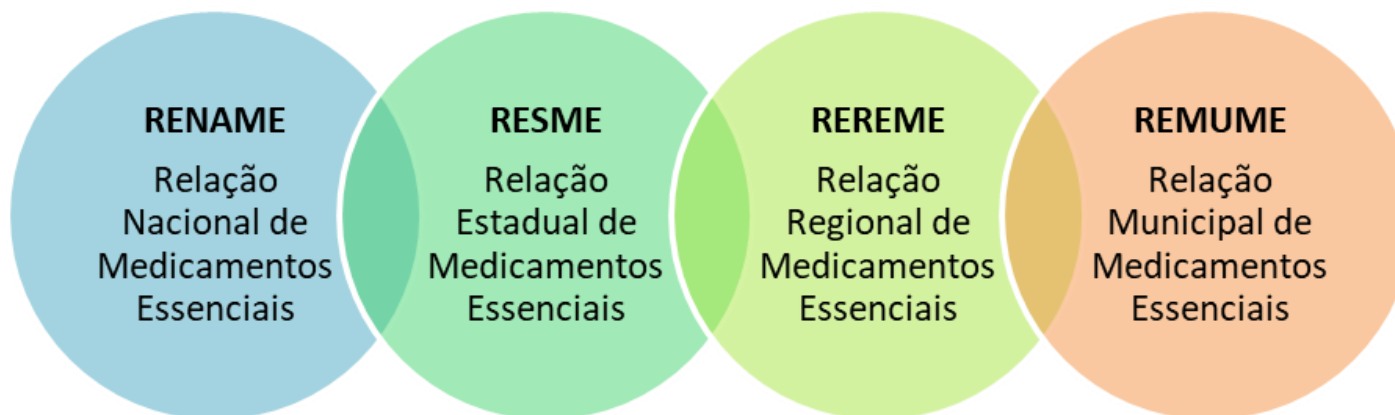 RENAME
Relação
Nacional de
Medicamentos
Essenciais
RESME
Relação
Estadual de
Medicamentos
Essenciais
REREME
Relação
Regional de
Medicamentos
Essenciais
REMUME
Relação
Municipal de
Medicamentos
Essenciais